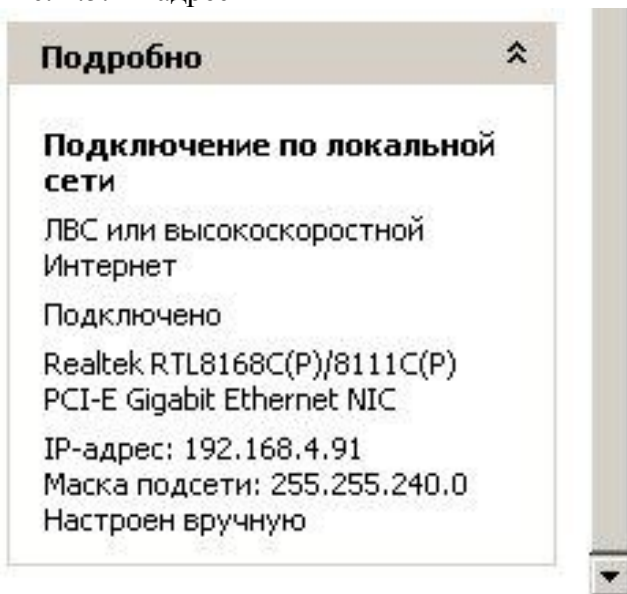 Подробно
Подключение по локальной
сети
ЛВС или высокоскоростной
Интернет
Подключено
Realtek RTL8168C(P)/8111C(P)
PCI-E Gigabit Ethernet NIC
IP-адрес: 192.168.4.91
Маска подсети: 255.255.240.0
Настроен вручную